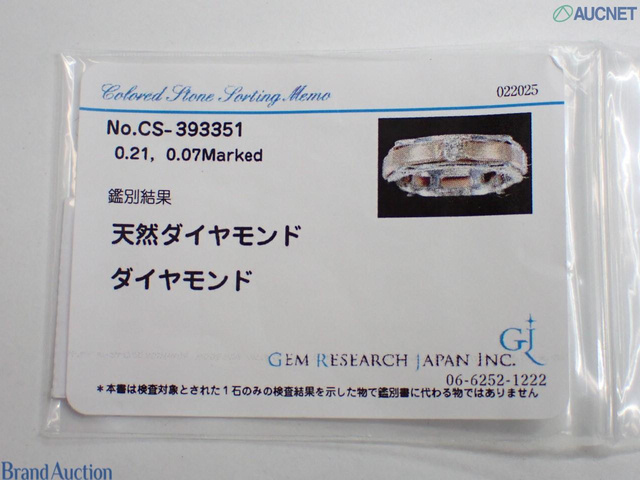 AUCNET
Colored Stone Sorting Memo
022025
No.CS-393351
0.21, 0.07Marked
鑑別結果
天然ダイヤモンド
ダイヤモンド
GJ
GEM RESEARCH JAPAN INC.
06-6252-1222
*本書は検査対象とされた1石のみの検査結果を示した物で鑑別書に代わる物ではありません
Brand Auction